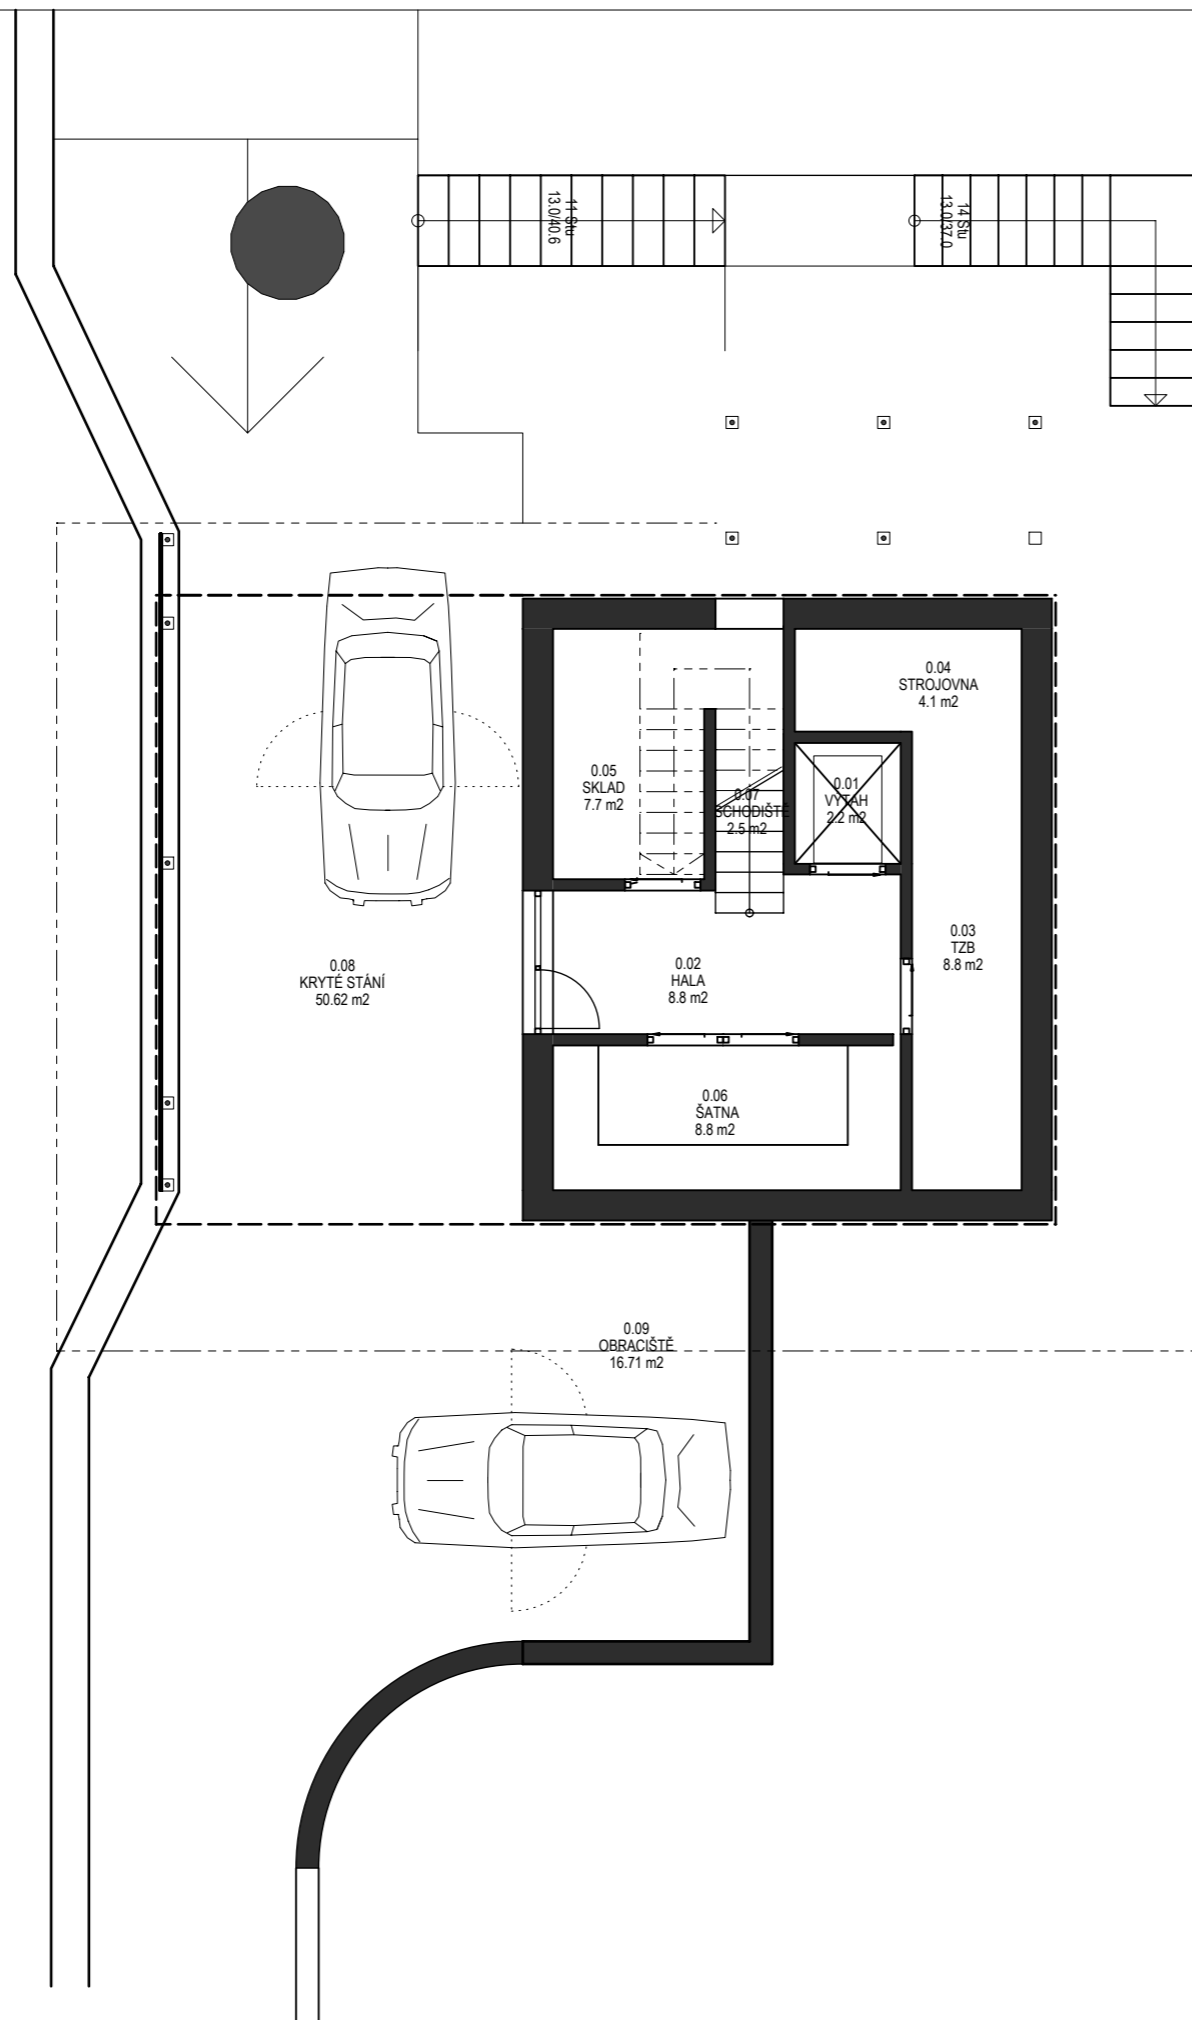 11 Stu
13.0/40.6
14 Stu
13.0/37.0
0.04
STROJOVNA
4.1 m2
0.05
SKLAD
7.7 m2
0.07
SCHODIŠTĚ
2.5 m2
0.01
VÝTAH
2.2 m2
0.03
TZB
8.8 m2
0.08
KRYTÉ STÁNÍ
50.62 m2
0.02
HALA
8.8 m2
0.06
ŠATNA
8.8 m2
0.09
OBRACIŠTĚ
16.71 m2